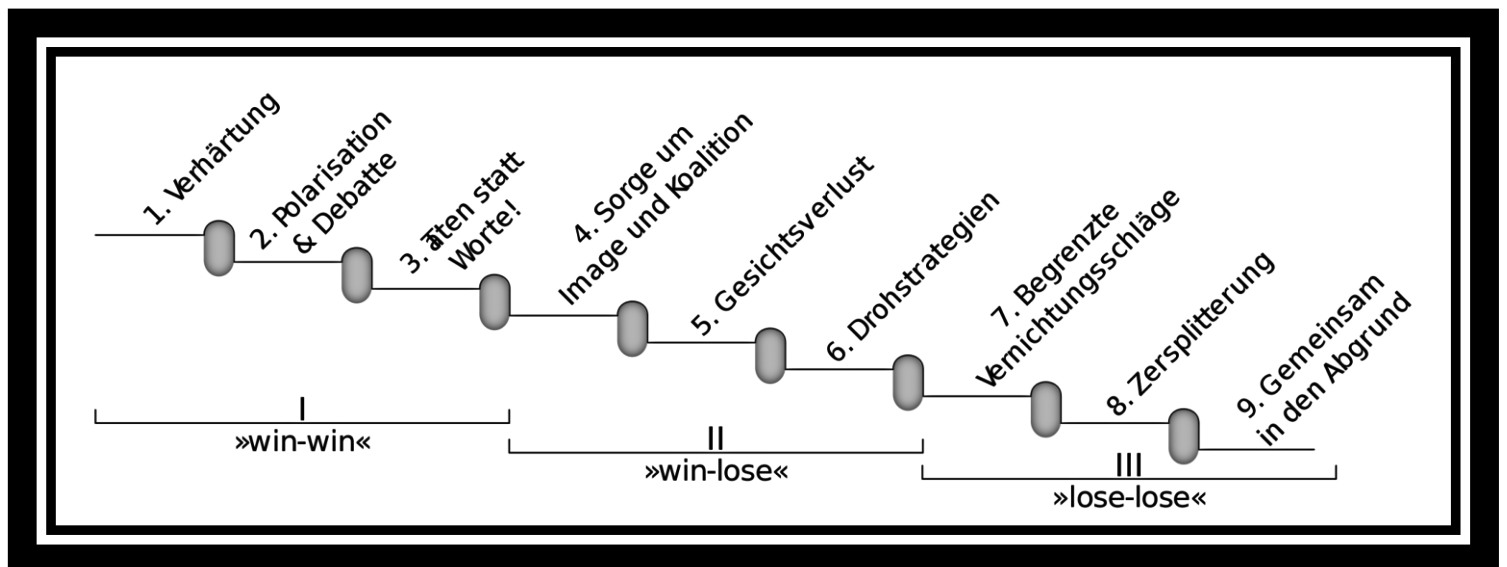 1. Verhärtung
2. Polarisation
& Debatte
3. Taten statt
Worte!
4. Sorge um
Image und Koalition
5. Gesichtsverlust
6. Drohstrategien
7. Begrenzte
Vernichtungsschläge
8. Zersplitterung
9. Gemeinsam
in den Abgrund
I
»win-win«
II
»win-lose«
III
»lose-lose«